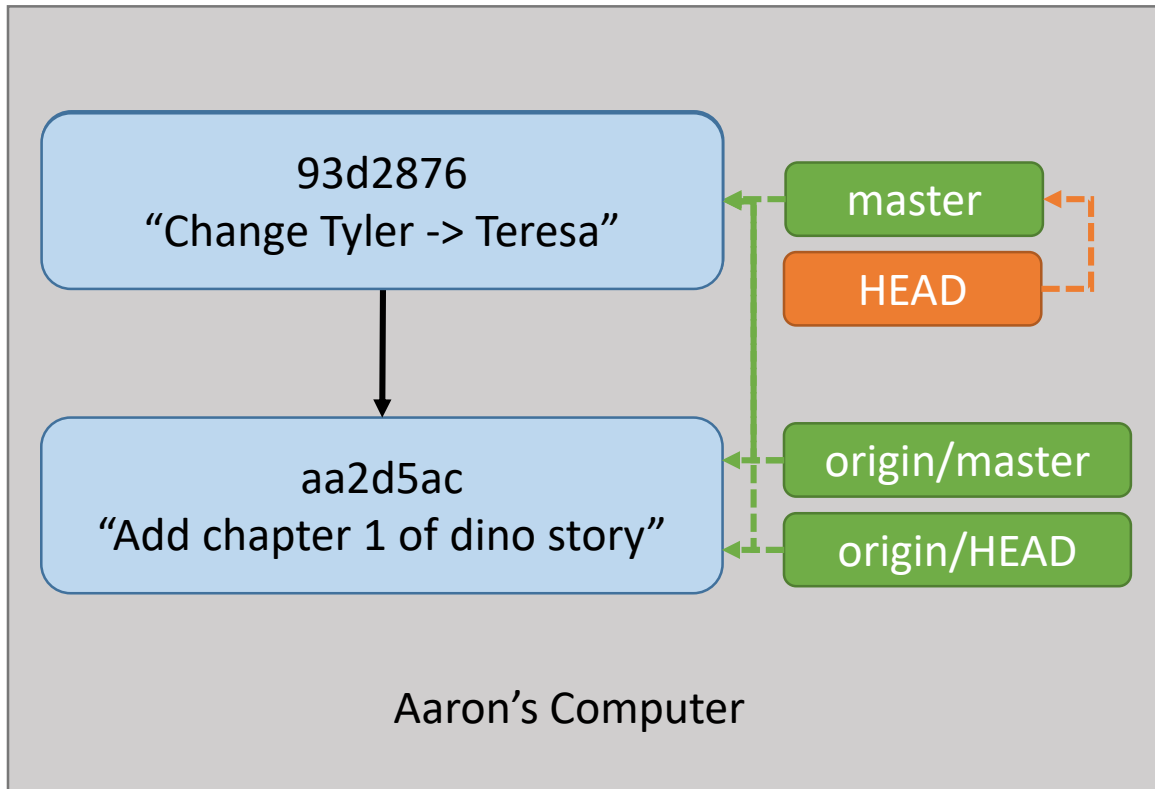 93d2876
“Change Tyler -> Teresa”
master
HEAD
aa2d5ac
“Add chapter 1 of dino story”
origin/master
origin/HEAD
Aaron’s Computer